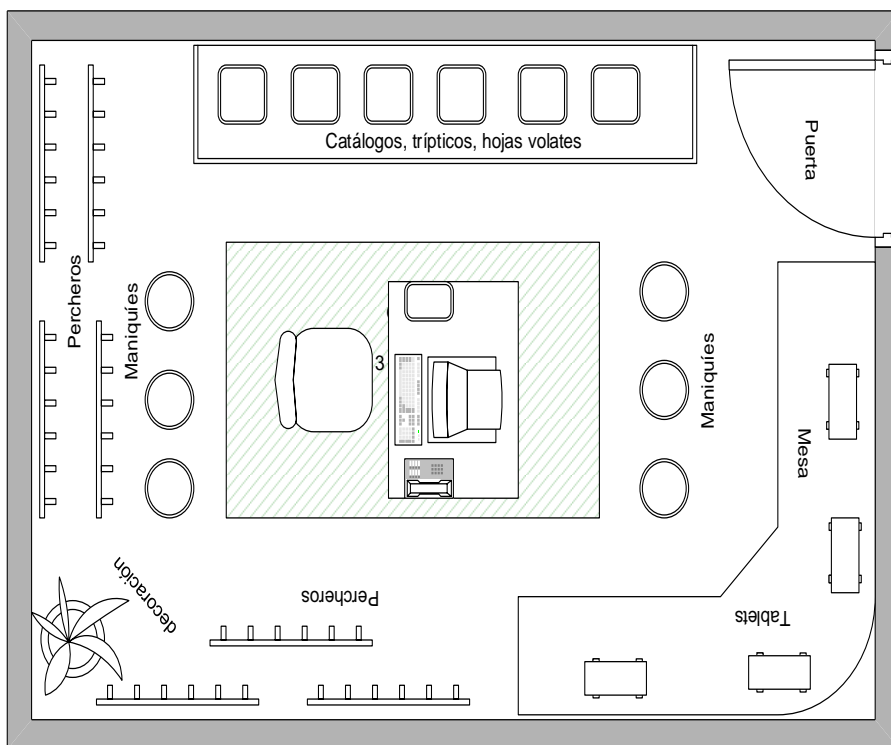 Catálogos, trípticos, hojas volates
Puerta
Percheros
Maniquíes
3
Maniquíes
Mesa
decoración
Percheros
Tablets